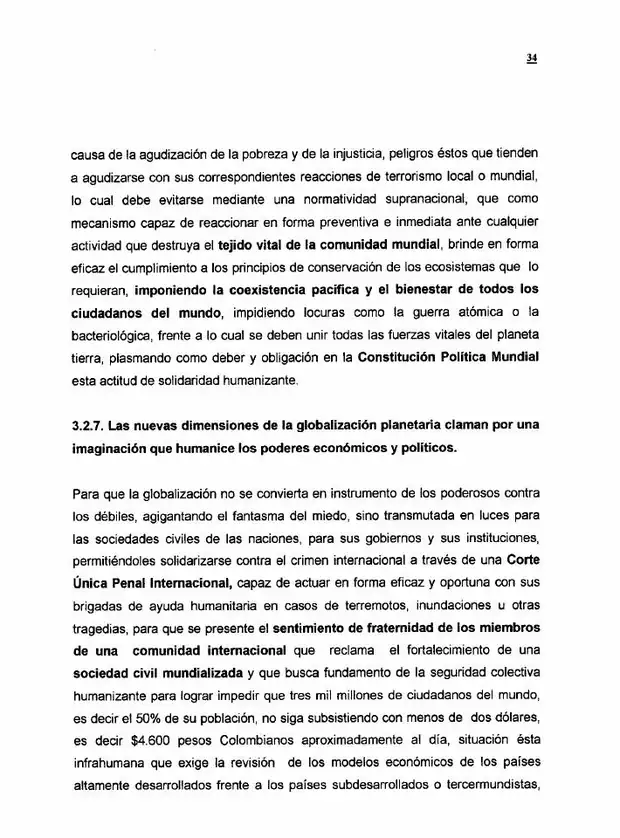 34
causa de la agudización de la pobreza y de la injusticia, peligros éstos que tienden
a agudizarse con sus correspondientes reacciones de terrorismo local o mundial,
lo cual debe evitarse mediante una normatividad supranacional, que como
mecanismo capaz de reaccionar en forma preventiva e inmediata ante cualquier
actividad que destruya el tejido vital de la comunidad mundial, brinde en forma
eficaz el cumplimiento a los principios de conservación de los ecosistemas que lo
requieran, imponiendo la coexistencia pacífica y el bienestar de todos los
ciudadanos del mundo, impidiendo locuras como la guerra atómica o la
bacteriológica, frente a lo cual se deben unir todas las fuerzas vitales del planeta
tierra, plasmando como deber y obligación en la Constitución Política Mundial
esta actitud de solidaridad humanizante.
3.2.7. Las nuevas dimensiones de la globalización planetaria claman por una
imaginación que humanice los poderes económicos y políticos.
Para que la globalización no se convierta en instrumento de los poderosos contra
los débiles, agigantando el fantasma del miedo, sino transmutada en luces para
las sociedades civiles de las naciones, para sus gobiernos y sus instituciones,
permitiéndoles solidarizarse contra el crimen internacional a través de una Corte
Única Penal Internacional, capaz de actuar en forma eficaz y oportuna con sus
brigadas de ayuda humanitaria en casos de terremotos, inundaciones u otras
tragedias, para que se presente el sentimiento de fraternidad de los miembros
de una comunidad internacional que reclama el fortalecimiento de una
sociedad civil mundializada y que busca fundamento de la seguridad colectiva
humanizante para lograr impedir que tres mil millones de ciudadanos del mundo,
es decir el 50% de su población, no siga subsistiendo con menos de dos dólares,
es decir $4.600 pesos Colombianos aproximadamente al día, situación ésta
infrahumana que exige la revisión de los modelos económicos de los países
altamente desarrollados frente a los países subdesarrollados o tercermundistas,